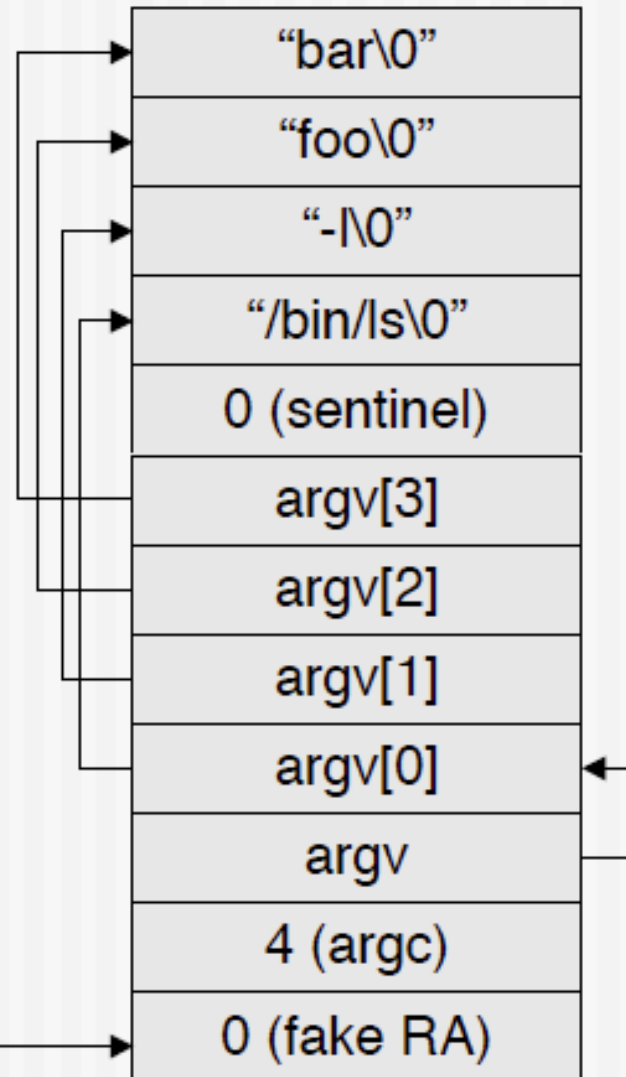 “bar\0”
“foo\0”
“-l\0”
“/bin/ls\0”
0 (sentinel)
argv[3]
argv[2]
argv[1]
argv[0]
argv
4 (argc)
0 (fake RA)